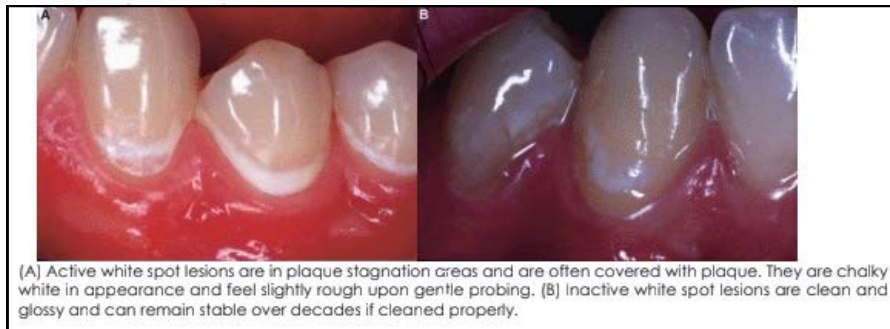 A
B
(A) Active white spot lesions are in plaque stagnation areas and are often covered with plaque. They are chalky
white in appearance and feel slightly rough upon gentle probing. (B) Inactive white spot lesions are clean and
glossy and can remain stable over decades if cleaned properly.